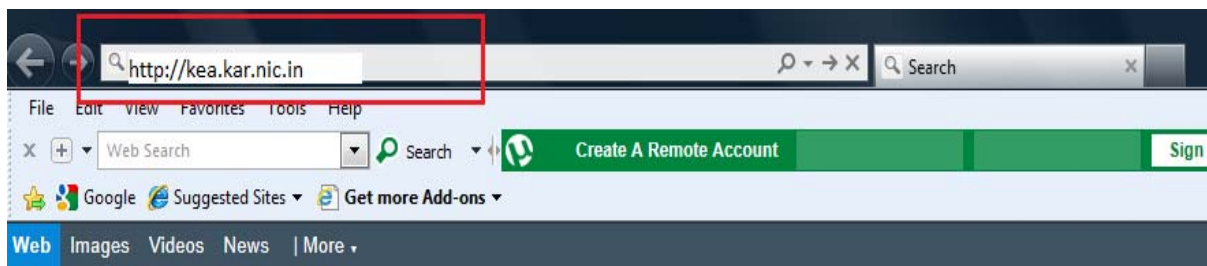 http://kea.kar.nic.in Search
File Edit View Favorites Tools Help
Web Search Search Create A Remote Account Sign
Google Suggested Sites Get more Add-ons
Web Images Videos News | More